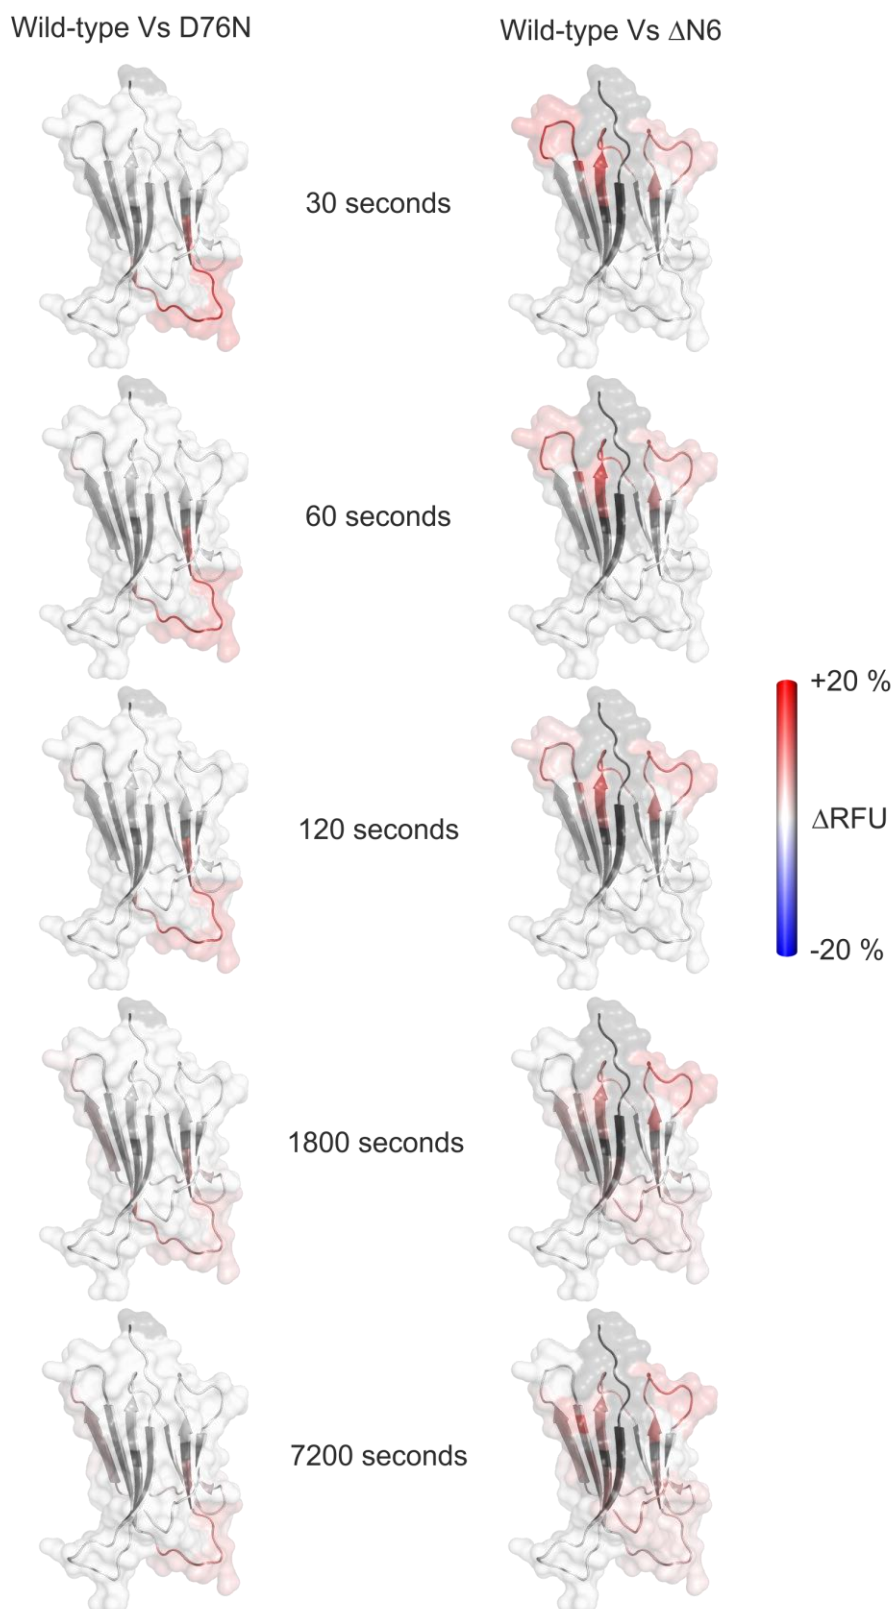 Wild-type Vs D76N
Wild-type Vs ΔN6
30 seconds
60 seconds
+20 %
120 seconds
ΔRFU
-20 %
1800 seconds
7200 seconds